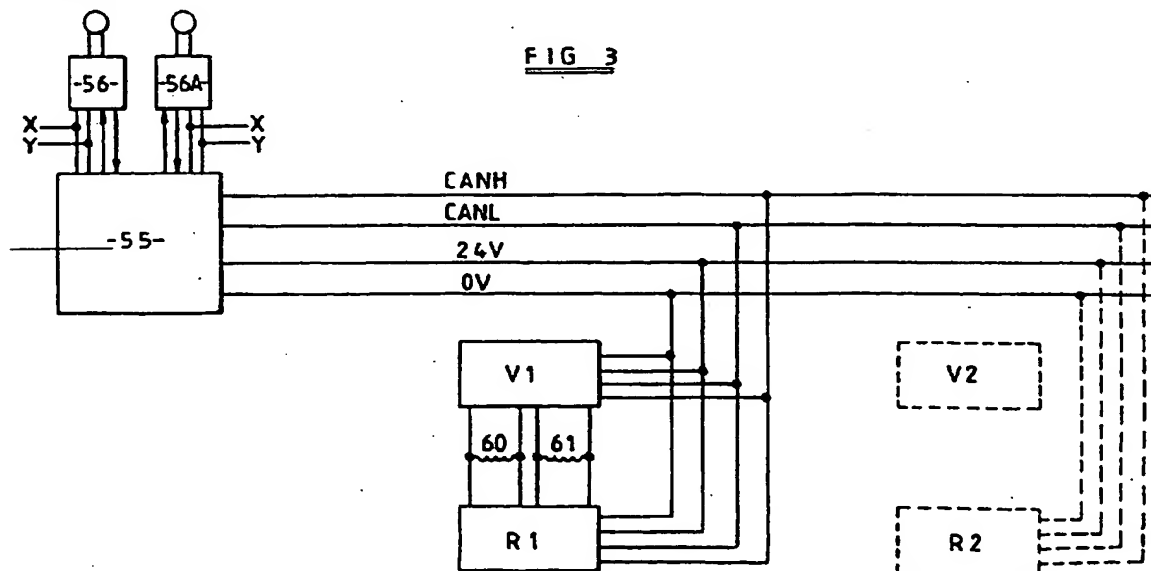 FIG 3
-56-
-56A-
X
X
Y
Y
CANH
CANL
-55-
24V
0V
V1
V2
60
61
R1
R2